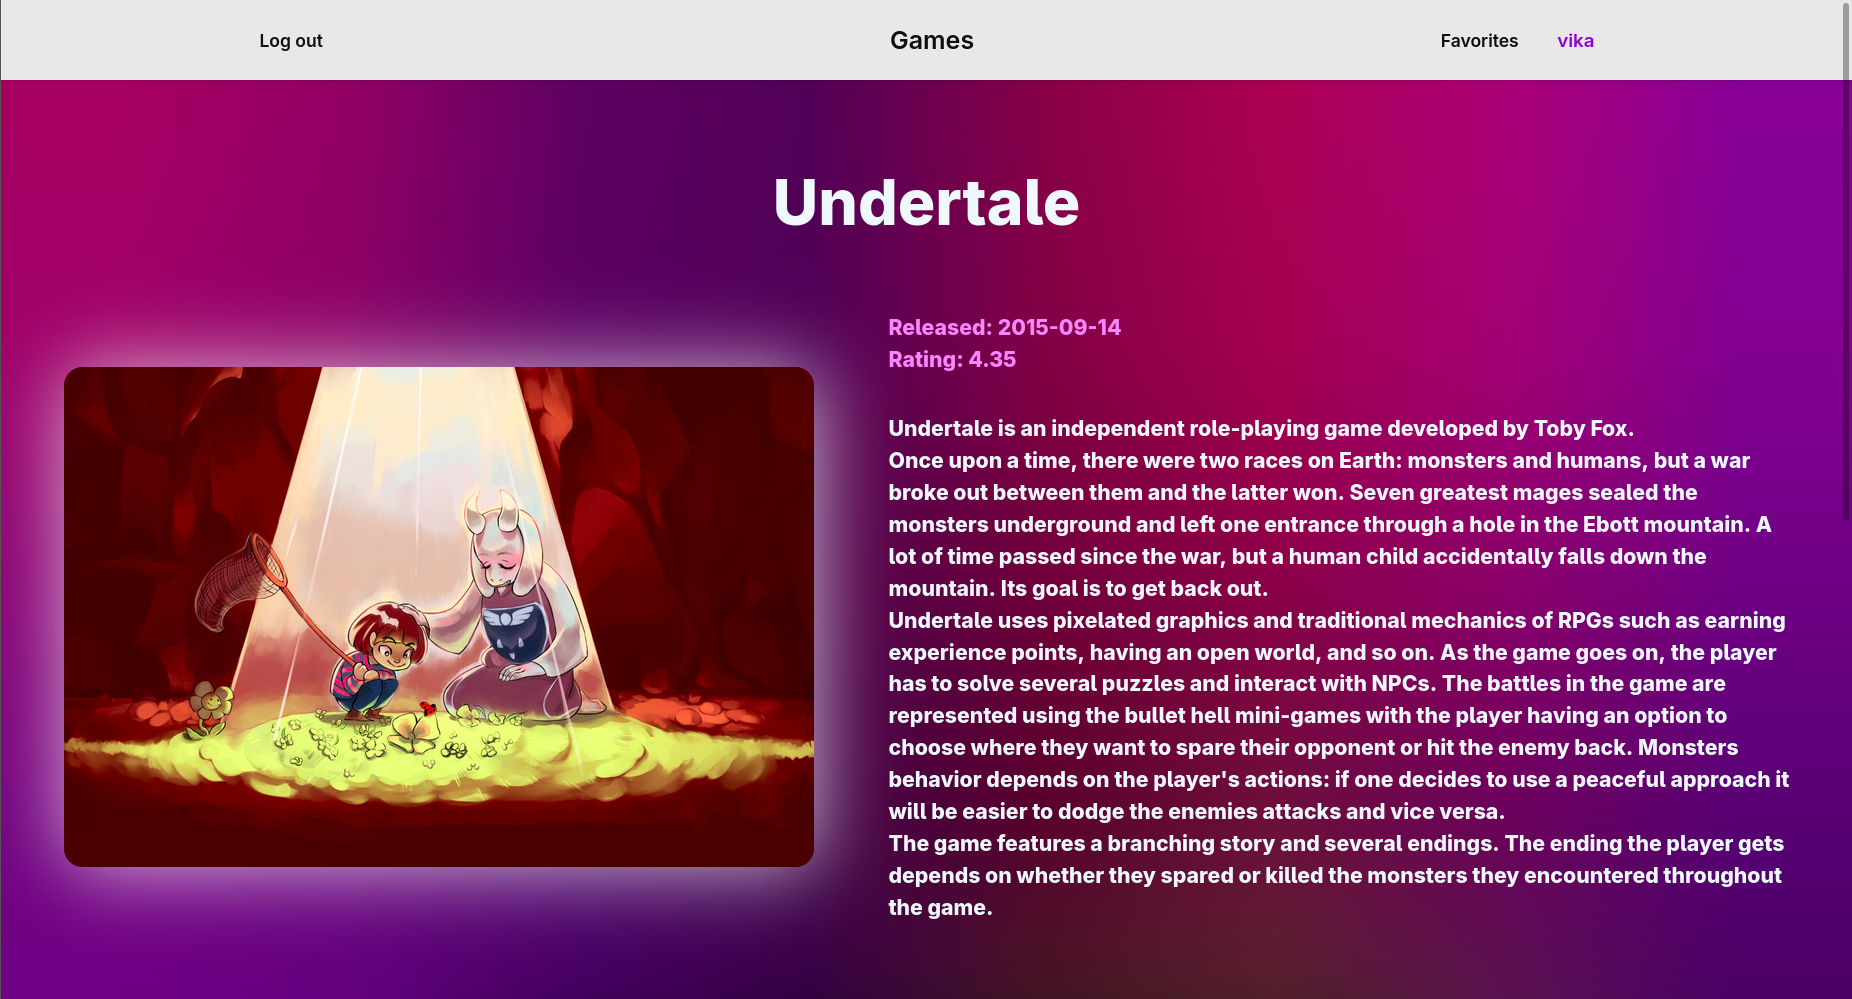 Log out
Games
Favorites
vika
Undertale
Released: 2015-09-14
Rating: 4.35
Undertale is an independent role-playing game developed by Toby Fox.
Once upon a time, there were two races on Earth: monsters and humans, but a war
broke out between them and the latter won. Seven greatest mages sealed the
monsters underground and left one entrance through a hole in the Ebott mountain. A
lot of time passed since the war, but a human child accidentally falls down the
mountain. Its goal is to get back out.
Undertale uses pixelated graphics and traditional mechanics of RPGs such as earning
experience points, having an open world, and so on. As the game goes on, the player
has to solve several puzzles and interact with NPCs. The battles in the game are
represented using the bullet hell mini-games with the player having an option to
choose where they want to spare their opponent or hit the enemy back. Monsters
behavior depends on the player's actions: if one decides to use a peaceful approach it
will be easier to dodge the enemies attacks and vice versa.
The game features a branching story and several endings. The ending the player gets
depends on whether they spared or killed the monsters they encountered throughout
the game.